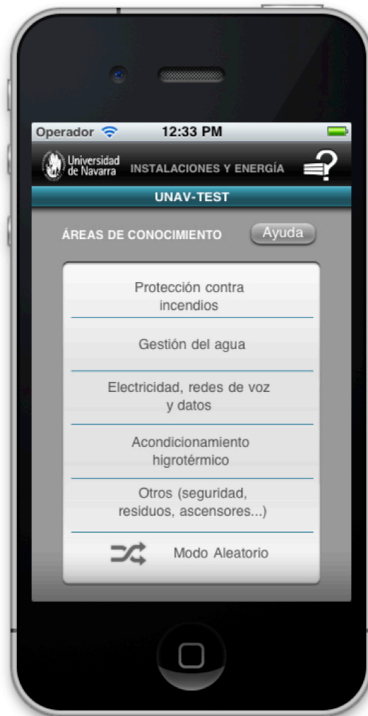 Operador 12:33 PM
Universidad
de Navarra
INSTALACIONES Y ENERGÍA
UNAV-TEST
ÁREAS DE CONOCIMIENTO Ayuda
Protección contra
incendios
Gestión del agua
Electricidad, redes de voz
y datos
Acondicionamiento
higrotérmico
Otros (seguridad,
residuos, ascensores...)
Modo Aleatorio